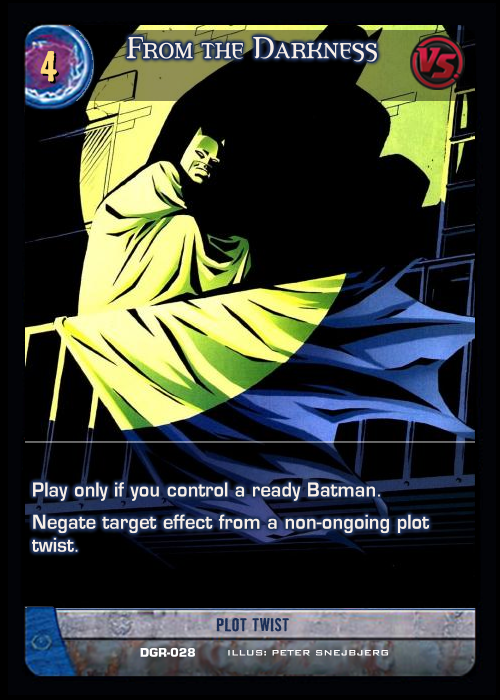 From the Darkness
4
VS
Play only if you control a ready Batman.
Negate target effect from a non-ongoing plot
twist.
PLOT TWIST
DGR-028 ILLUS: PETER SNEJBJERG